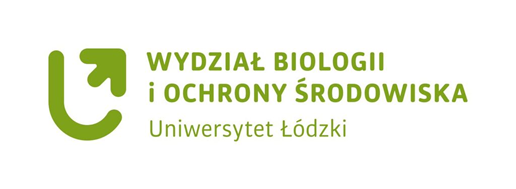 WYDZIAŁ BIOLOGII
i OCHRONY ŚRODOWISKA
Uniwersytet Łódzki